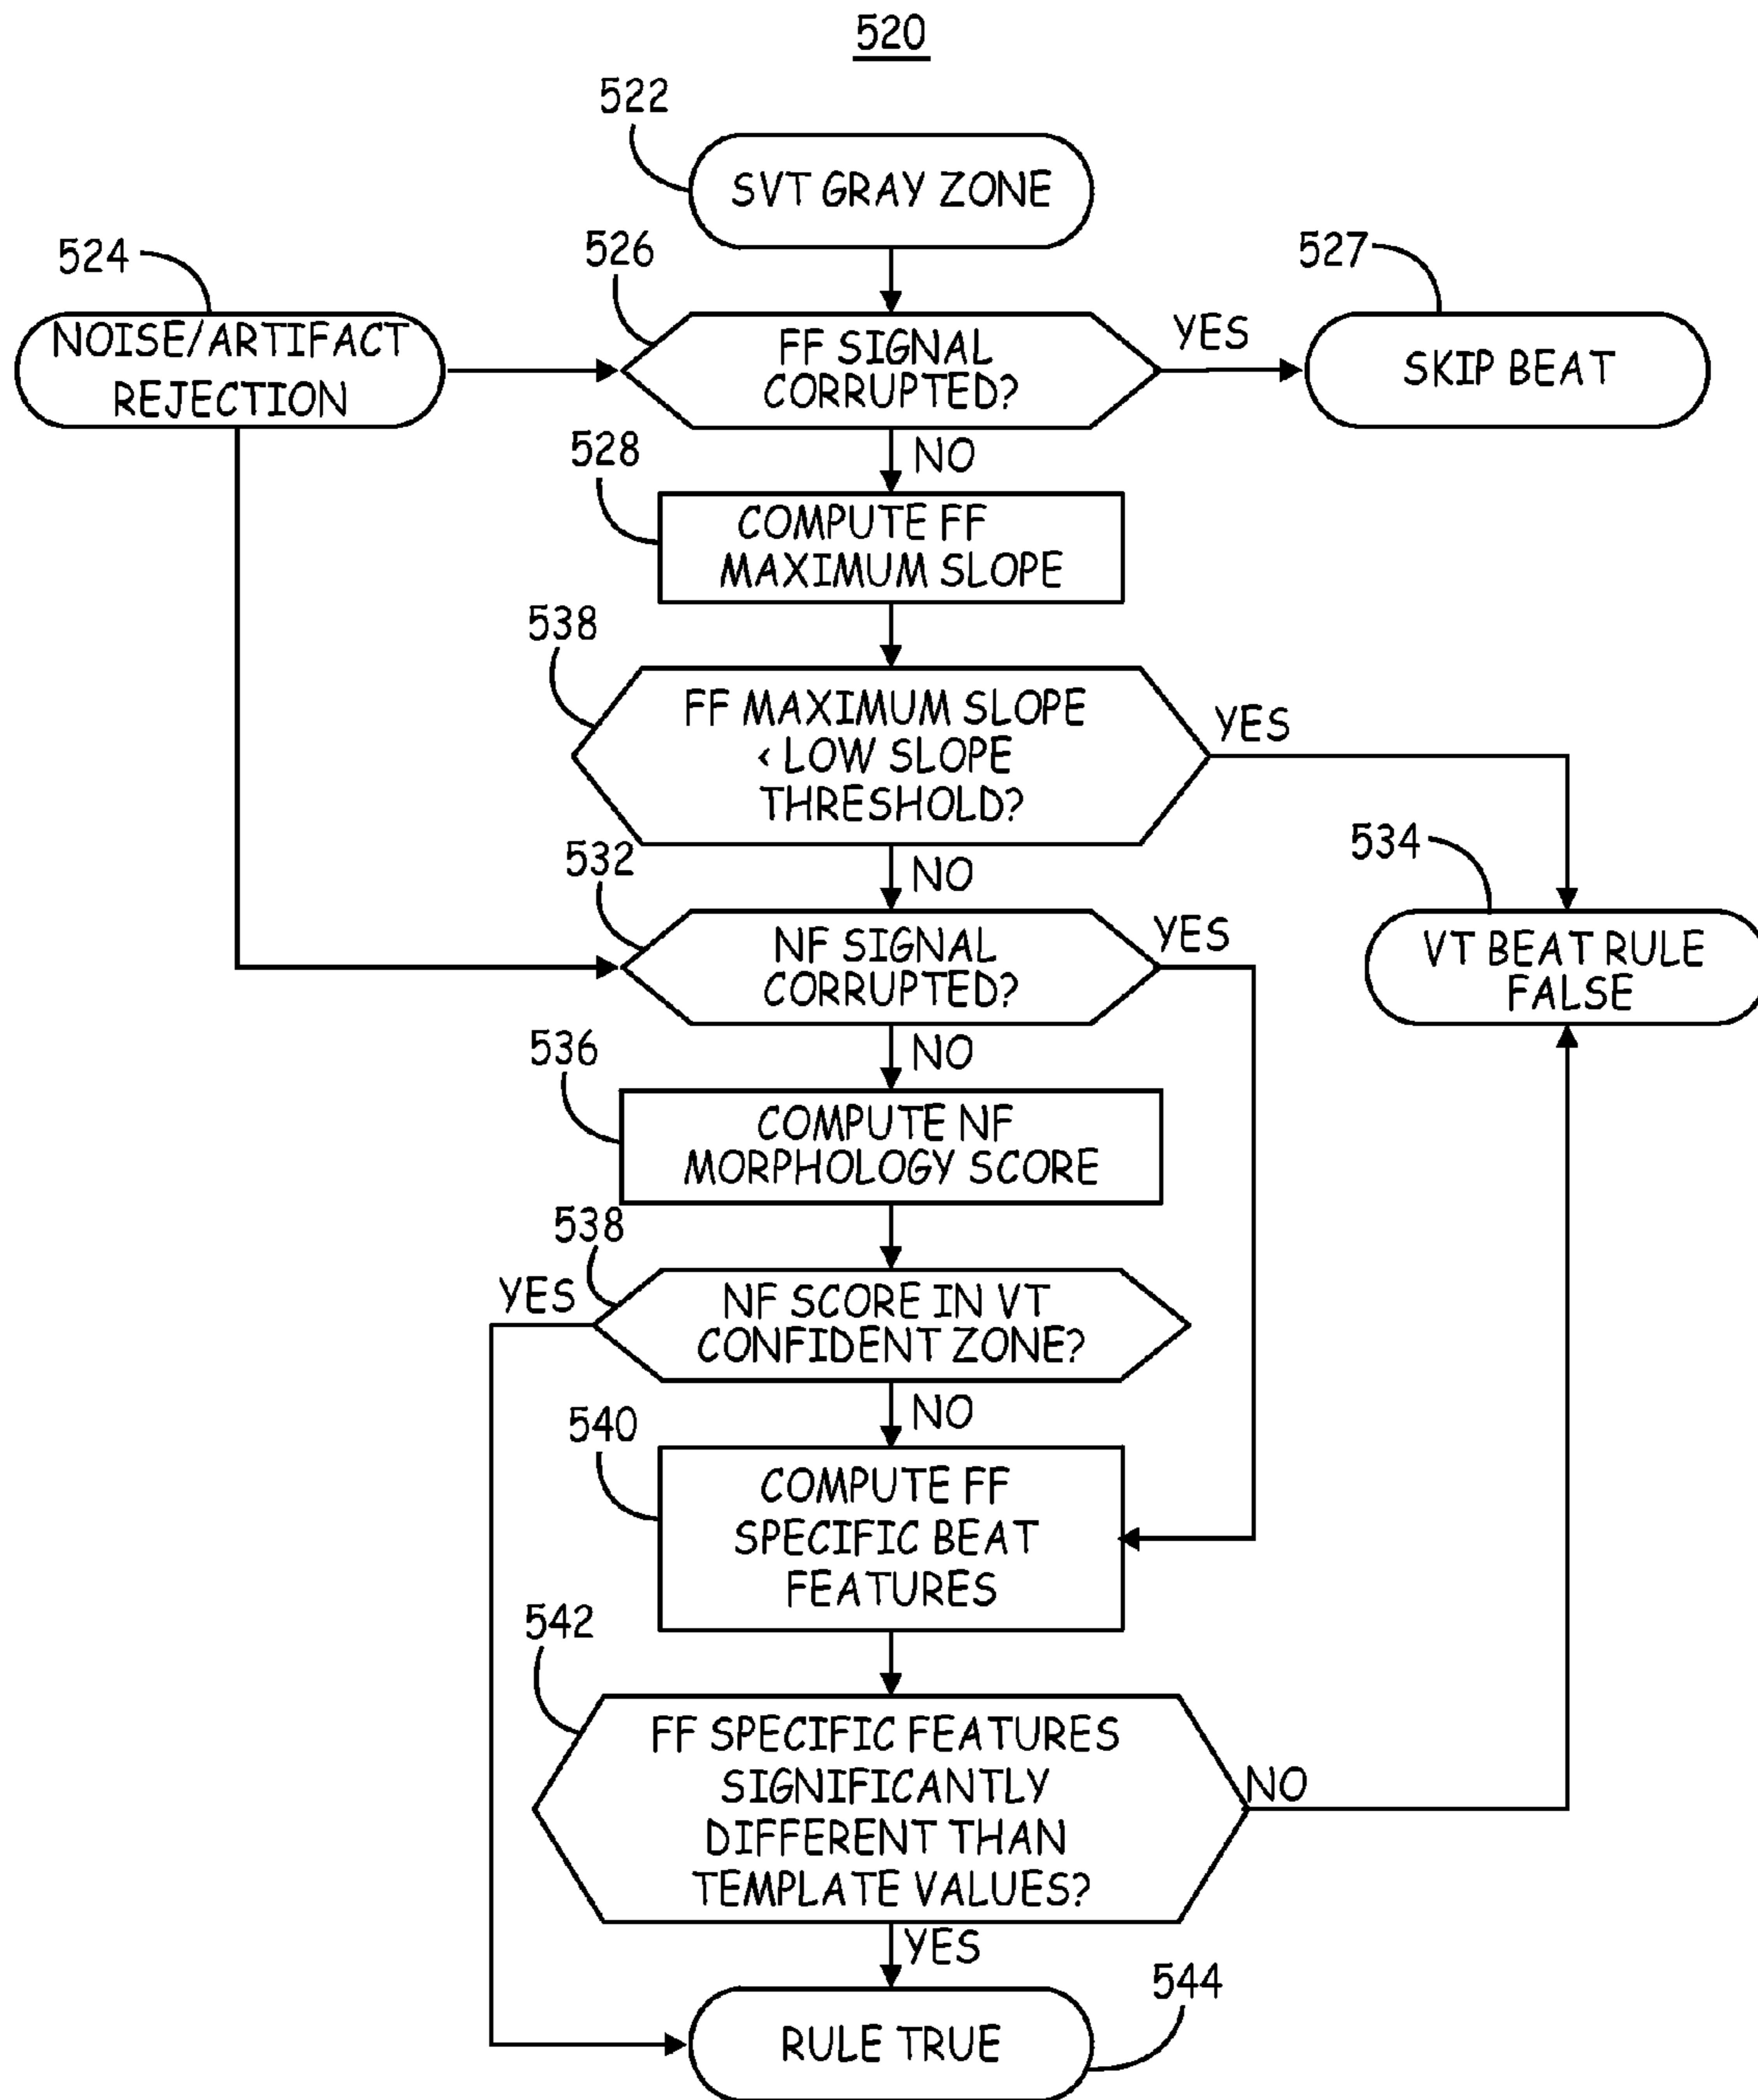 520
522
SVT GRAY ZONE
524
NOISE/ARTIFACT
REJECTION
526
FF SIGNAL
CORRUPTED?
YES
527
SKIP BEAT
NO
528
COMPUTE FF
MAXIMUM SLOPE
538
FF MAXIMUM SLOPE
< LOW SLOPE
THRESHOLD?
YES
NO
534
VT BEAT RULE
FALSE
532
NF SIGNAL
CORRUPTED?
YES
NO
536
COMPUTE NF
MORPHOLOGY SCORE
538
YES
NF SCORE IN VT
CONFIDENT ZONE?
NO
540
COMPUTE FF
SPECIFIC BEAT
FEATURES
542
FF SPECIFIC FEATURES
SIGNIFICANTLY
DIFFERENT THAN
TEMPLATE VALUES?
NO
YES
544
RULE TRUE